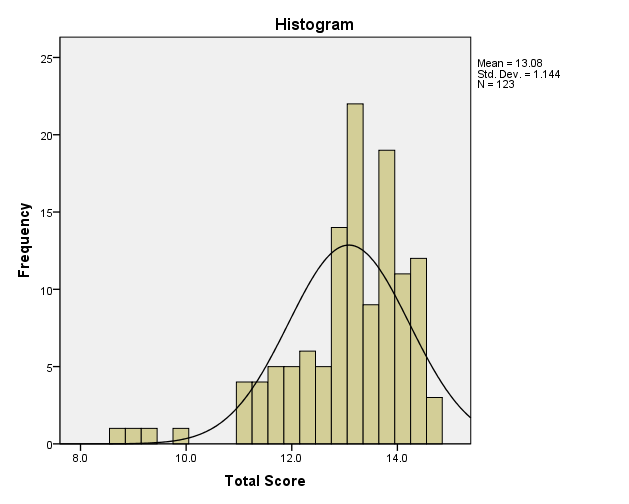 Histogram
Mean = 13.08
Std. Dev. = 1.144
N = 123
Frequency
25
20
15
10
5
0
8.0 10.0 12.0 14.0
Total Score